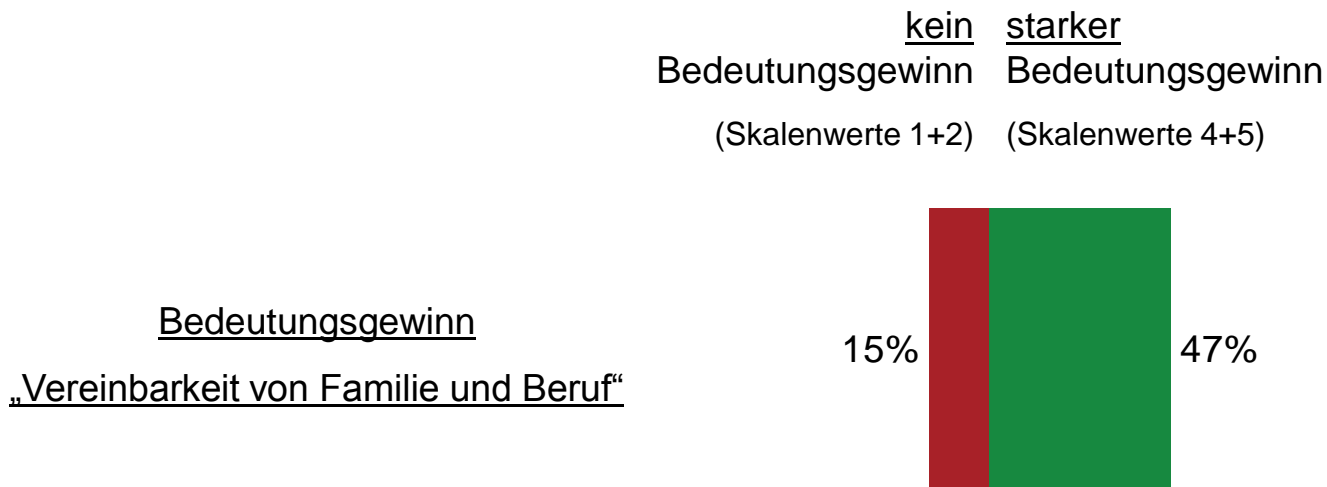 kein starker
Bedeutungsgewinn Bedeutungsgewinn
(Skalenwerte 1+2) (Skalenwerte 4+5)
Bedeutungsgewinn
„Vereinbarkeit von Familie und Beruf“
15% 47%